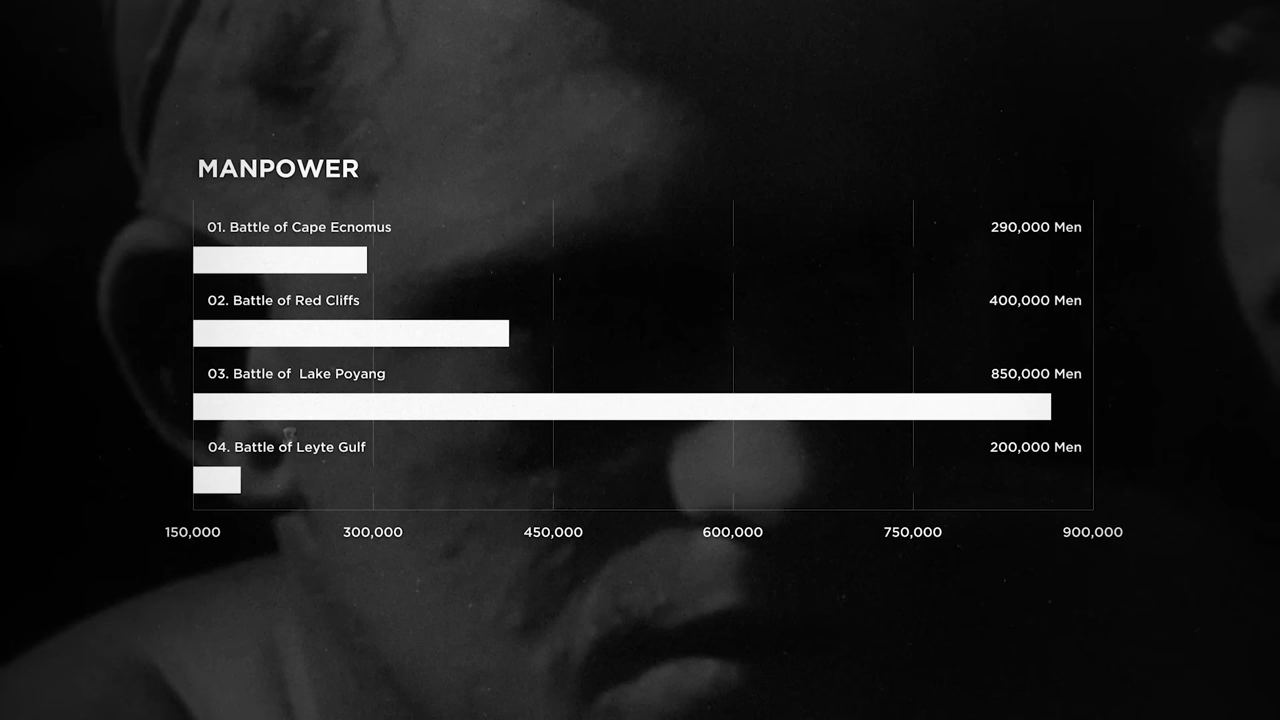 MANPOWER
01. Battle of Cape Ecnomus 290,000 Men
02. Battle of Red Cliffs 400,000 Men
03. Battle of  Lake Poyang 850,000 Men
04. Battle of Leyte Gulf 200,000 Men
150,000 300,000 450,000 600,000 750,000 900,000